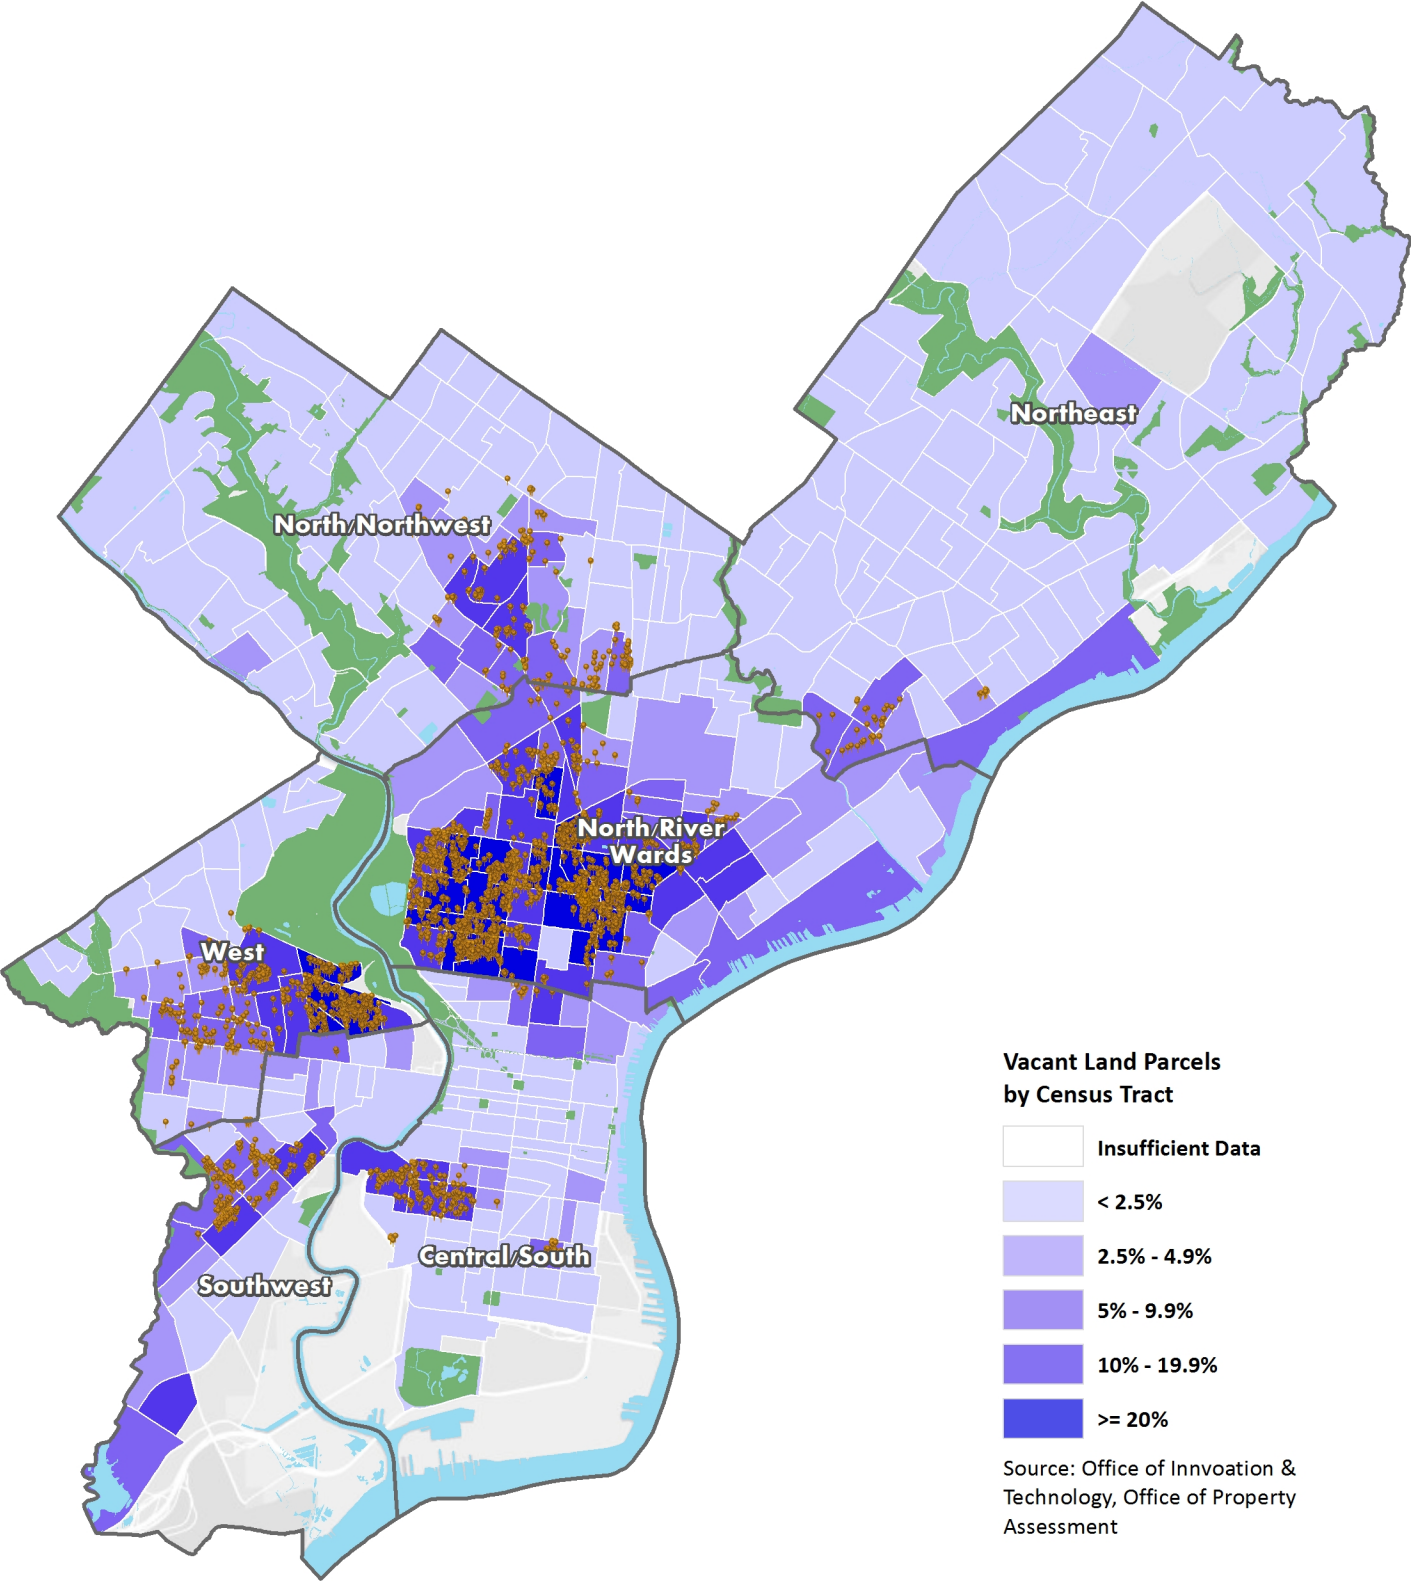 Northeast
North/Northwest
North/River
Wards
West
Central/South
Southwest
Vacant Land Parcels
by Census Tract
Insufficient Data
< 2.5%
2.5% - 4.9%
5% - 9.9%
10% - 19.9%
>= 20%
Source: Office of Innvoation &
Technology, Office of Property
Assessment